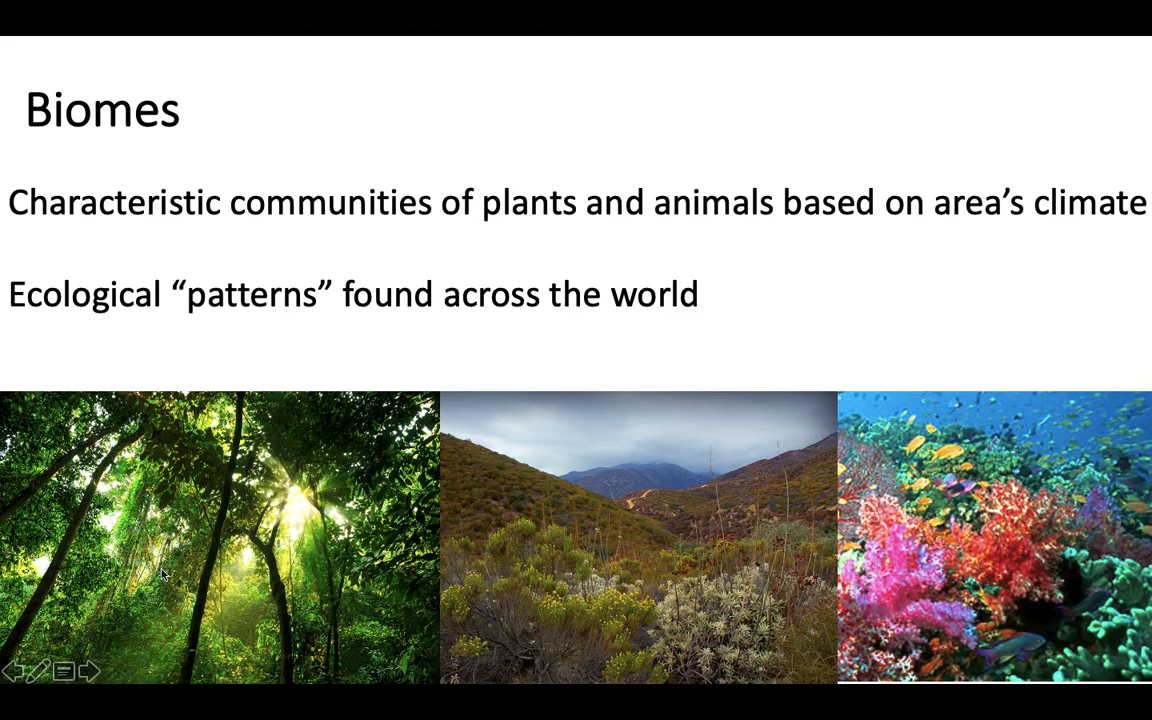 Biomes
Characteristic communities of plants and animals based on area’s climate
Ecological “patterns” found across the world